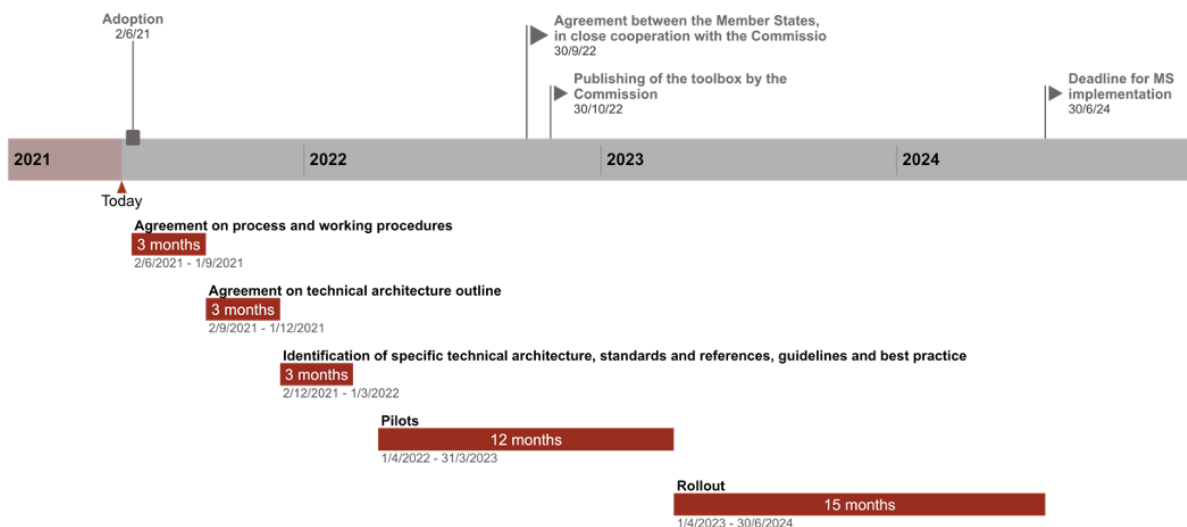 Adoption
2/6/21
Agreement between the Member States,
in close cooperation with the Commissio
30/9/22
Publishing of the toolbox by the
Commission
30/10/22
Deadline for MS
implementation
30/6/24
2021
2022
2023
2024
Today
Agreement on process and working procedures
3 months
2/6/2021 - 1/9/2021
Agreement on technical architecture outline
3 months
2/9/2021 - 1/12/2021
Identification of specific technical architecture, standards and references, guidelines and best practice
3 months
2/12/2021 - 1/3/2022
Pilots
12 months
1/4/2022 - 31/3/2023
Rollout
15 months
1/4/2023 - 30/6/2024